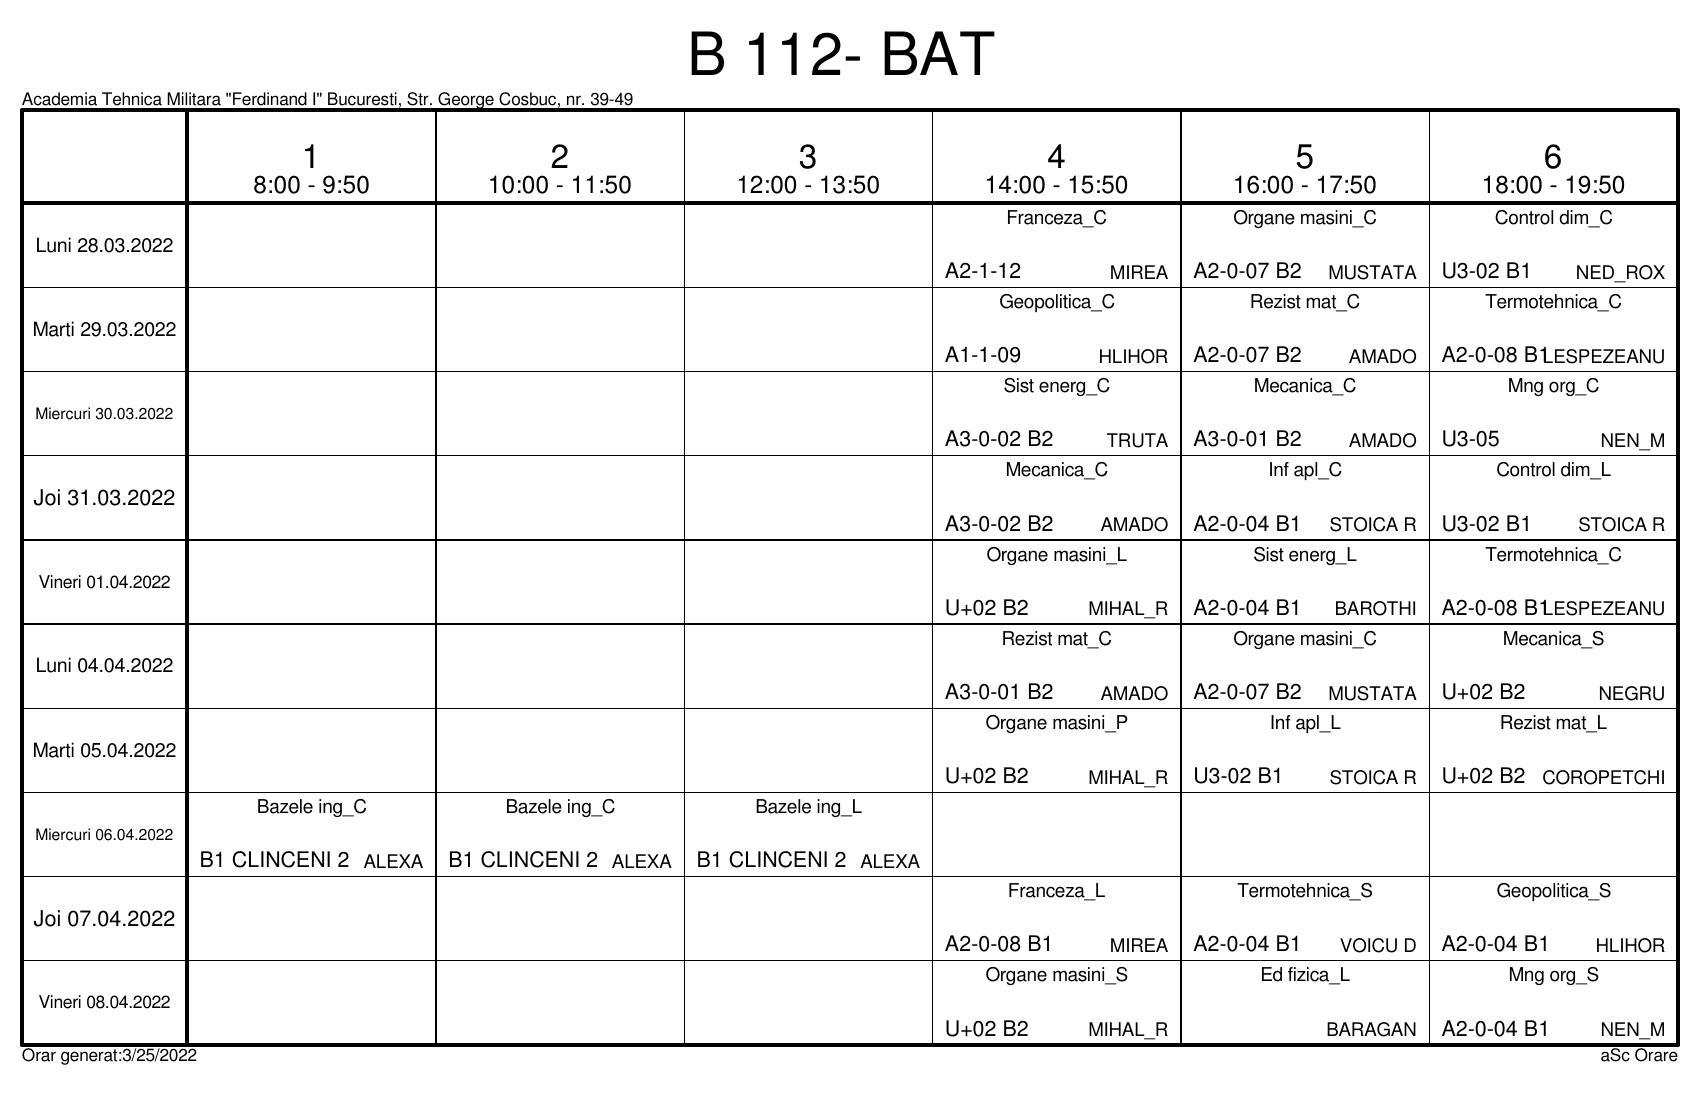 B 112- BAT
Academia Tehnica Militara "Ferdinand I" Bucuresti, Str. George Cosbuc, nr. 39-49
1 2 3 4 5 6
8:00 - 9:50 10:00 - 11:50 12:00 - 13:50 14:00 - 15:50 16:00 - 17:50 18:00 - 19:50
Luni 28.03.2022
Franceza_C Organe masini_C Control dim_C
A2-1-12 MIREA A2-0-07 B2 MUSTATA U3-02 B1 NED_ROX
Marti 29.03.2022
Geopolitica_C Rezist mat_C Termotehnica_C
A1-1-09 HLIHOR A2-0-07 B2 AMADO A2-0-08 B1 LESPEZEANU
Miercuri 30.03.2022
Sist energ_C Mecanica_C Mng org_C
A3-0-02 B2 TRUTA A3-0-01 B2 AMADO U3-05 NEN_M
Joi 31.03.2022
Mecanica_C Inf apl_C Control dim_L
A3-0-02 B2 AMADO A2-0-04 B1 STOICA R U3-02 B1 STOICA R
Vineri 01.04.2022
Organe masini_L Sist energ_L Termotehnica_C
U+02 B2 MIHAL_R A2-0-04 B1 BAROTHI A2-0-08 B1 LESPEZEANU
Luni 04.04.2022
Rezist mat_C Organe masini_C Mecanica_S
A3-0-01 B2 AMADO A2-0-07 B2 MUSTATA U+02 B2 NEGRU
Marti 05.04.2022
Organe masini_P Inf apl_L Rezist mat_L
U+02 B2 MIHAL_R U3-02 B1 STOICA R U+02 B2 COROPETCHI
Miercuri 06.04.2022
Bazele ing_C Bazele ing_C Bazele ing_L
B1 CLINCENI 2 ALEXA B1 CLINCENI 2 ALEXA B1 CLINCENI 2 ALEXA
Joi 07.04.2022
Franceza_L Termotehnica_S Geopolitica_S
A2-0-08 B1 MIREA A2-0-04 B1 VOICU D A2-0-04 B1 HLIHOR
Vineri 08.04.2022
Organe masini_S Ed fizica_L Mng org_S
U+02 B2 MIHAL_R BARAGAN A2-0-04 B1 NEN_M
Orar generat:3/25/2022 aSc Orare